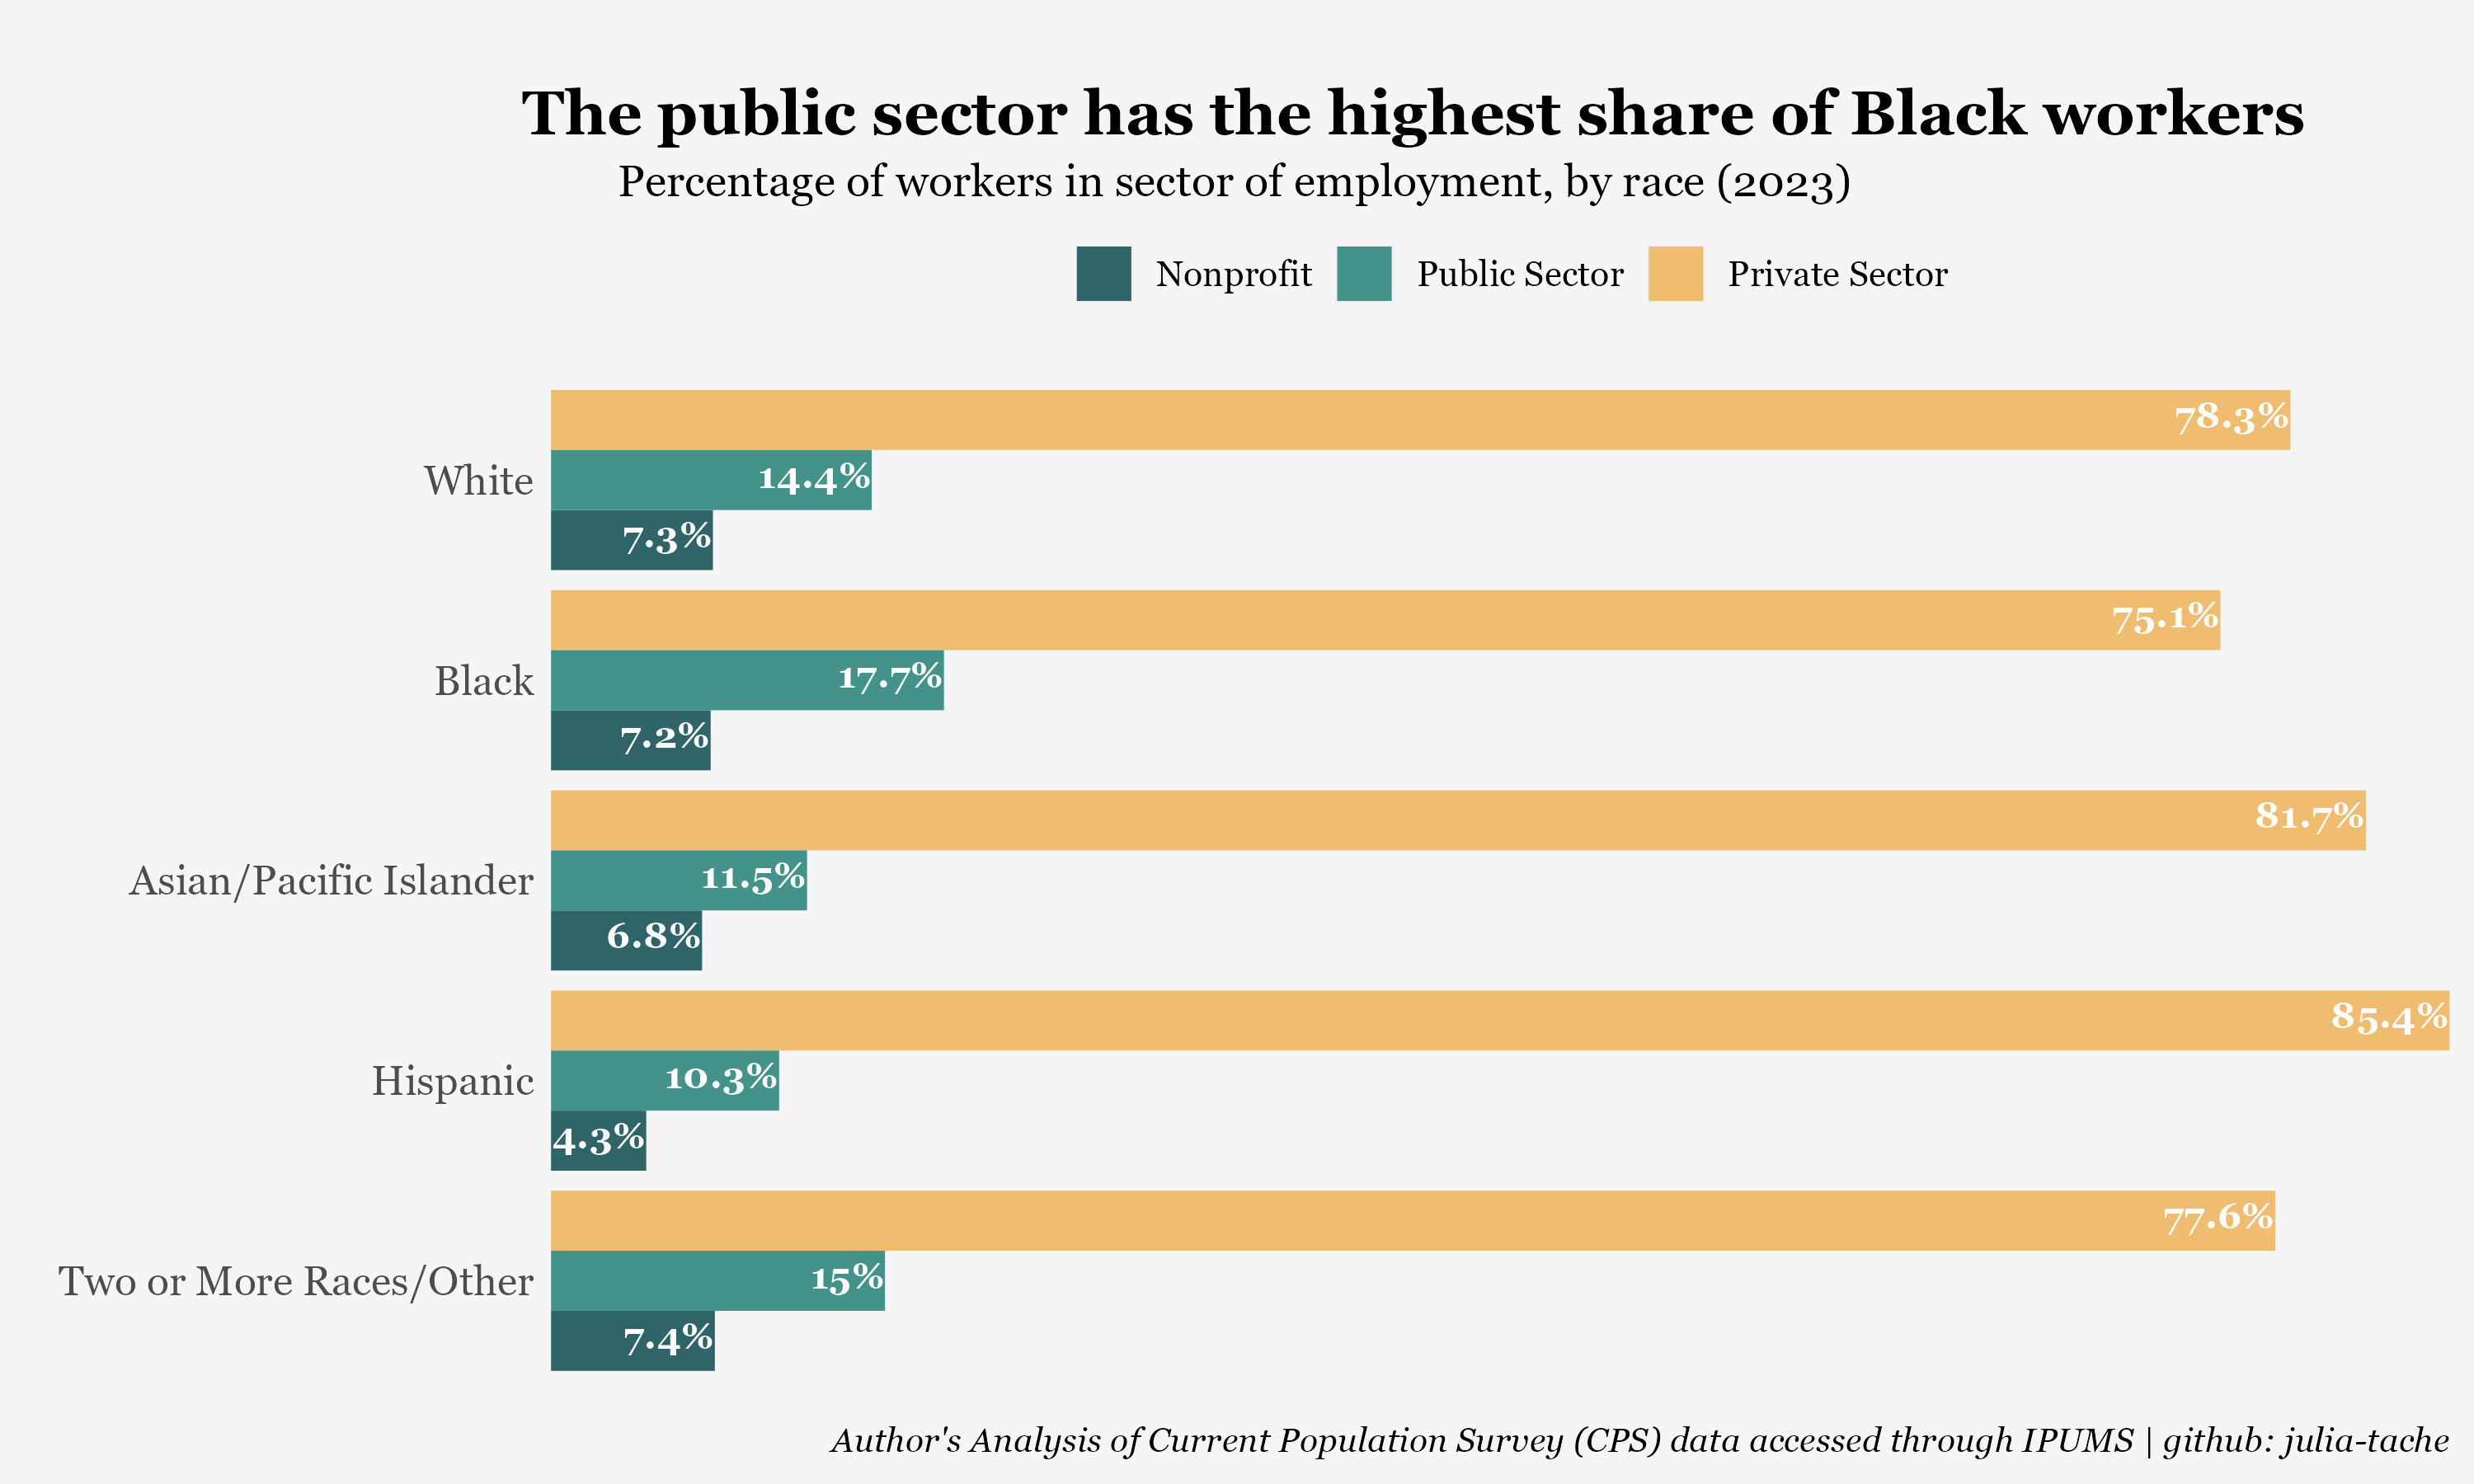 The public sector has the highest share of Black workers
Percentage of workers in sector of employment, by race (2023)
Nonprofit Public Sector Private Sector
78.3%
White 14.4%
7.3%
75.1%
Black 17.7%
7.2%
81.7%
Asian/Pacific Islander 11.5%
6.8%
85.4%
Hispanic 10.3%
4.3%
77.6%
Two or More Races/Other 15%
7.4%
Author's Analysis of Current Population Survey (CPS) data accessed through IPUMS | github: julia-tache